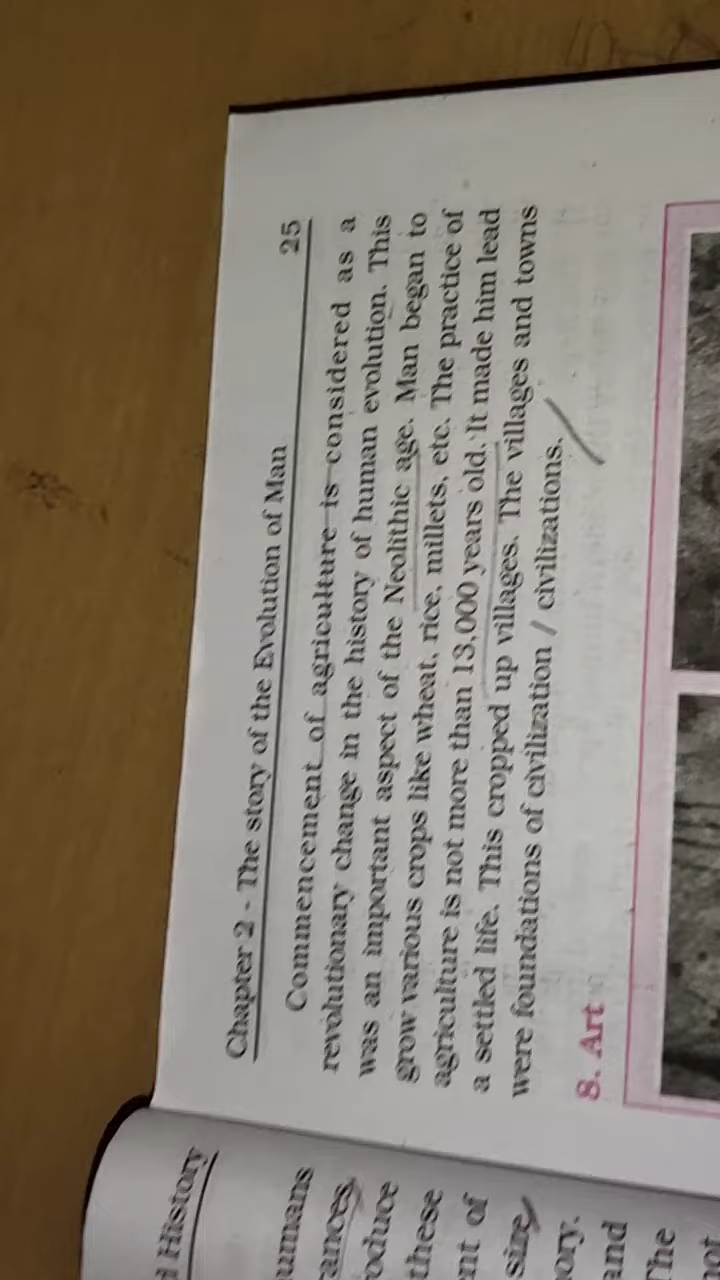 Chapter 2 - The story of the Evolution of Man 25
Commencement of agriculture is considered as a
revolutionary change in the history of human evolution. This
was an important aspect of the Neolithic age. Man began to
grow various crops like wheat, rice, millets, etc. The practice of
agriculture is not more than 13,000 years old. It made him lead
a settled life. This cropped up villages. The villages and towns
were foundations of civilization / civilizations.
8. Art
History
umans
ances
oduce
these
nt of
size
ory.
and
The
not